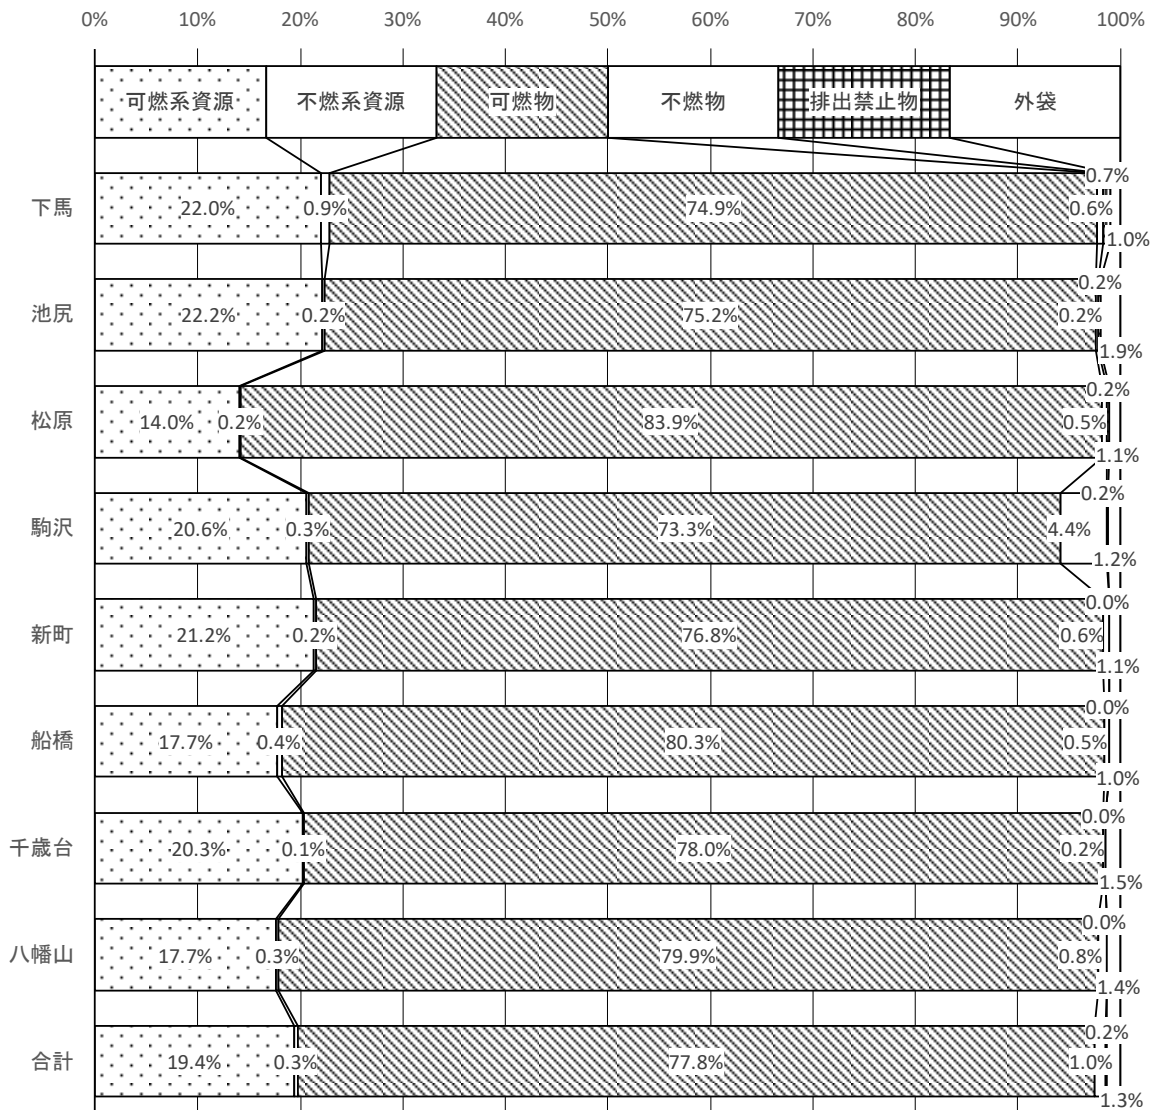 0% 10% 20% 30% 40% 50% 60% 70% 80% 90% 100%
可燃系資源 不燃系資源 可燃物 不燃物 排出禁止物 外袋
0.7%
下馬 22.0% 0.9% 74.9% 0.6%
1.0%
0.2%
池尻 22.2% 0.2% 75.2% 0.2%
1.9%
0.2%
松原 14.0% 0.2% 83.9% 0.5%
1.1%
0.2%
駒沢 20.6% 0.3% 73.3% 4.4%
1.2%
0.0%
新町 21.2% 0.2% 76.8% 0.6%
1.1%
0.0%
船橋 17.7% 0.4% 80.3% 0.5%
1.0%
0.0%
千歳台 20.3% 0.1% 78.0% 0.2%
1.5%
0.0%
八幡山 17.7% 0.3% 79.9% 0.8%
1.4%
0.2%
合計 19.4% 0.3% 77.8% 1.0%
1.3%